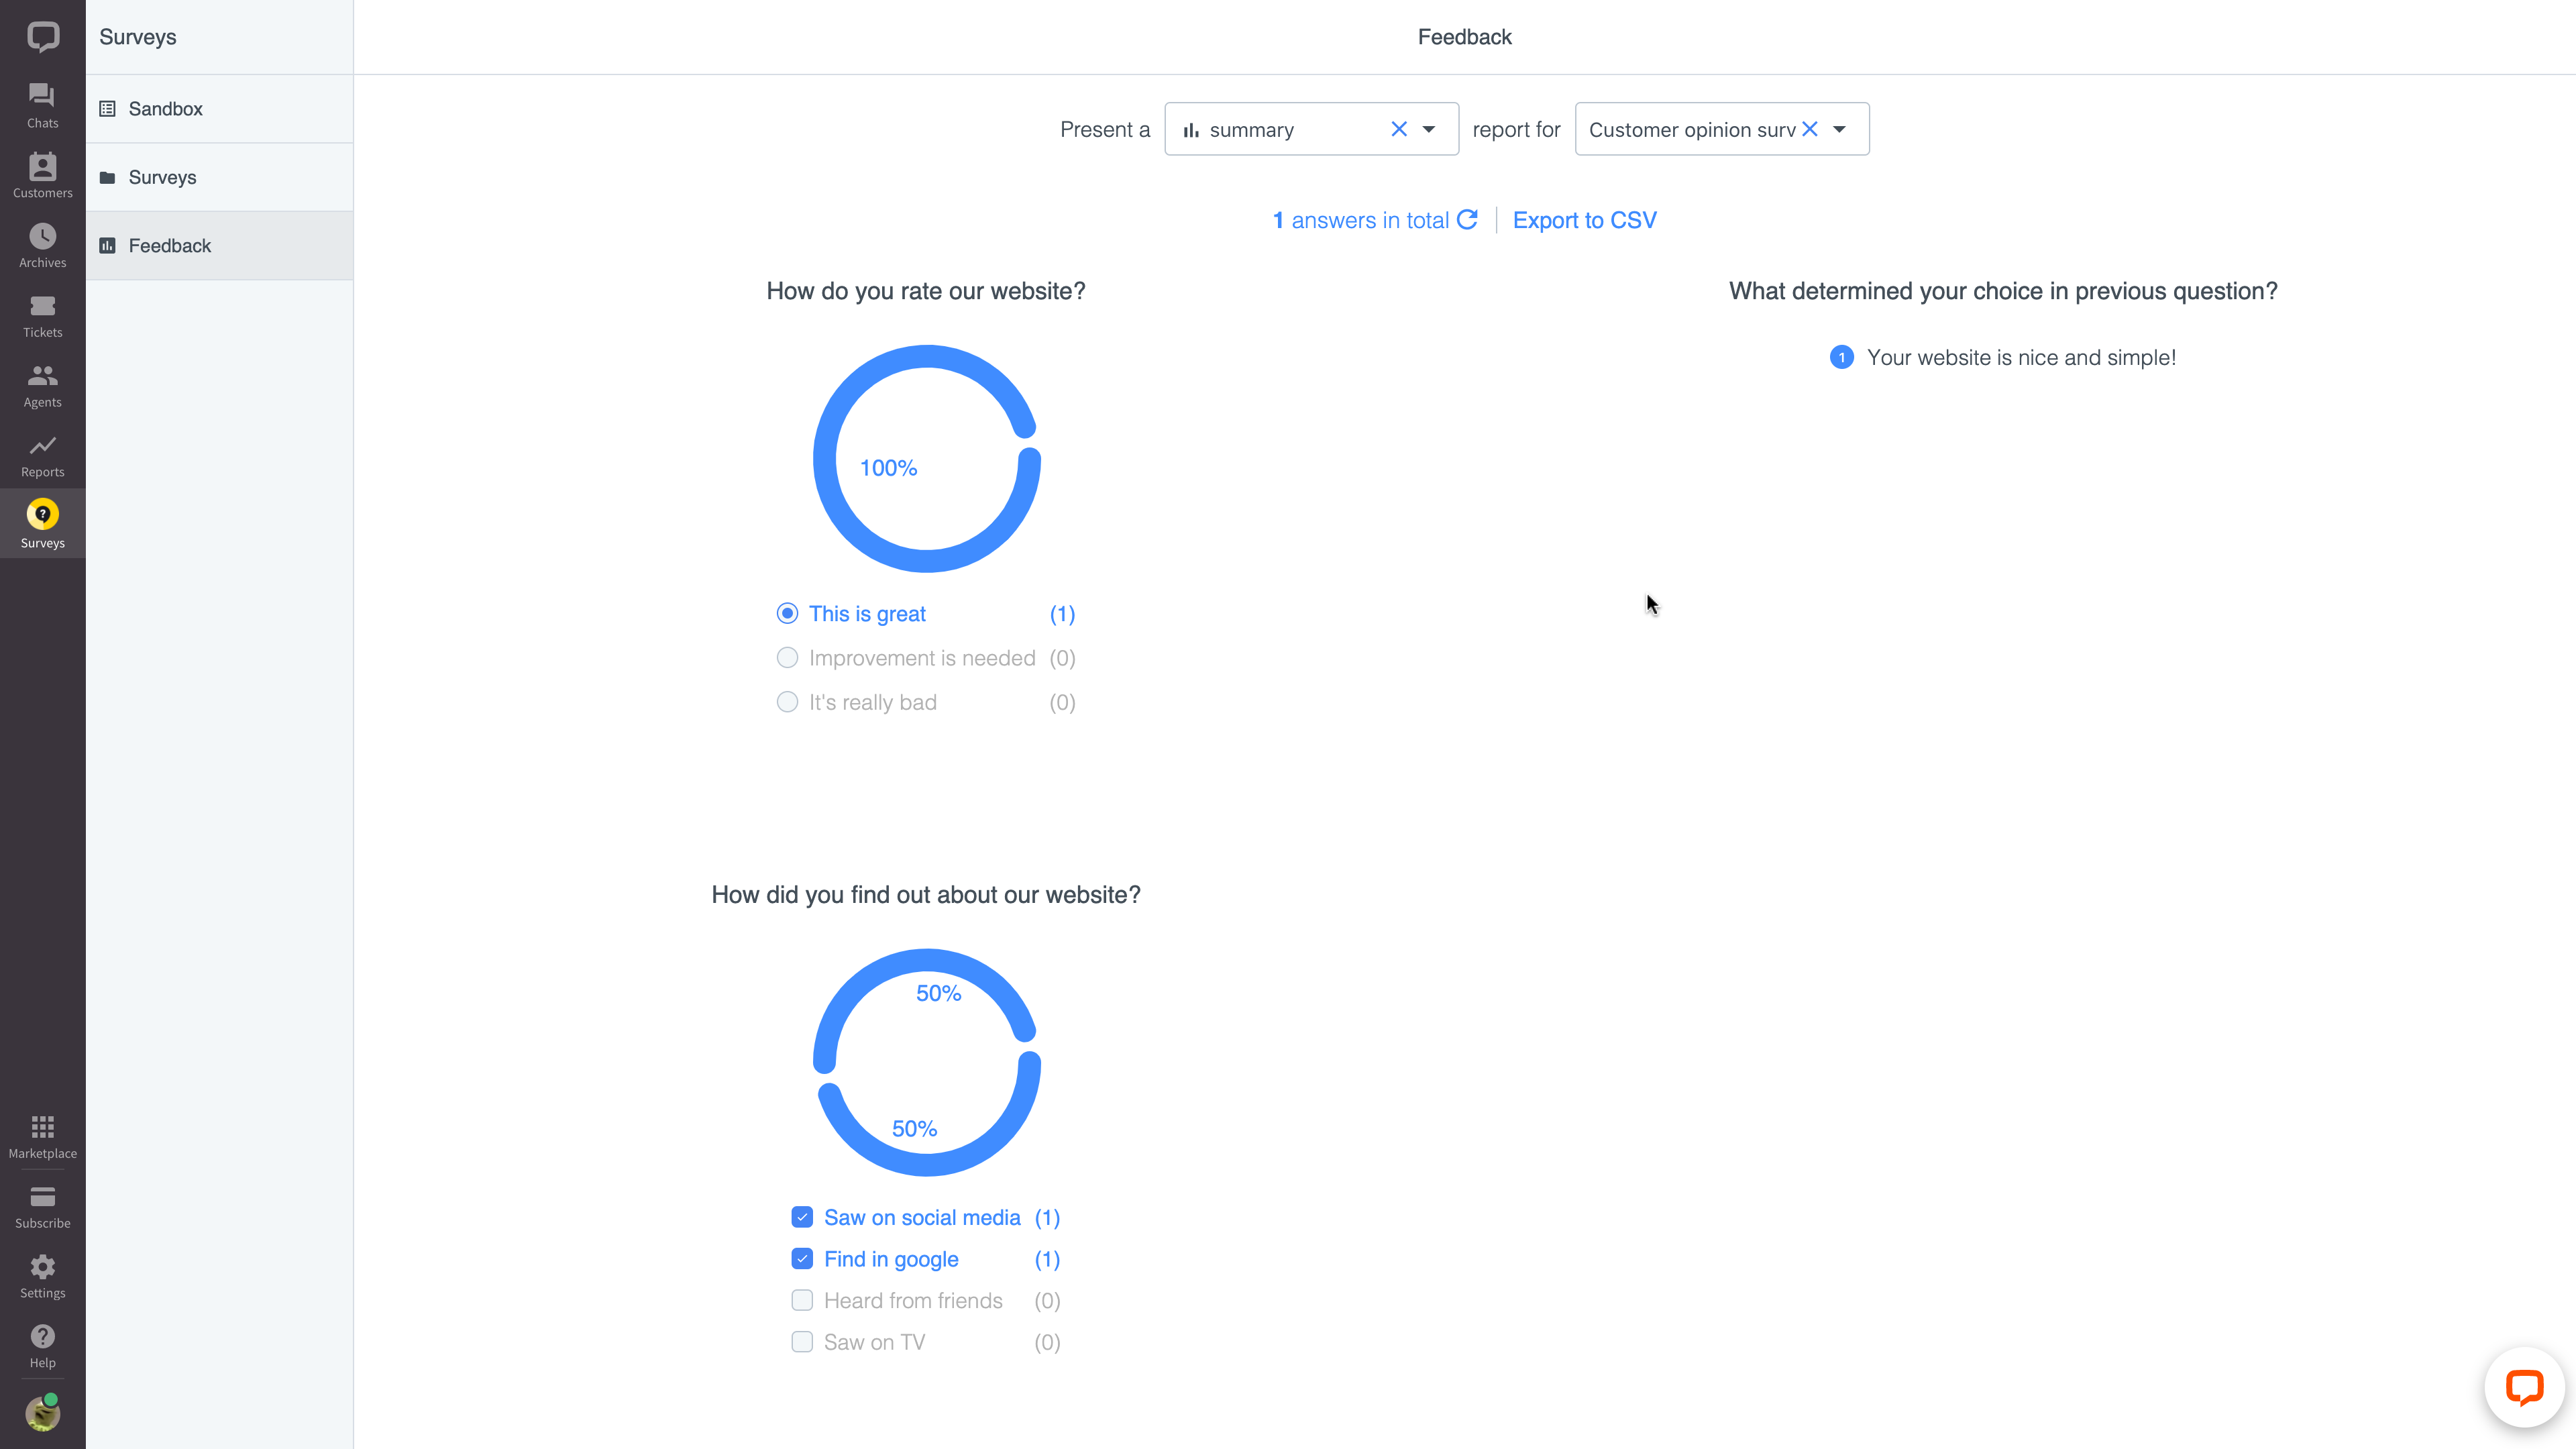 Surveys
Feedback
Chats
Customers
Archives
Tickets
Agents
Reports
Surveys
Marketplace
Subscribe
Settings
Help
Sandbox
Surveys
Feedback
Present a summary report for Customer opinion surv
1 answers in total Export to CSV
How do you rate our website?
100%
This is great (1)
Improvement is needed (0)
It's really bad (0)
What determined your choice in previous question?
1 Your website is nice and simple!
How did you find out about our website?
50%
50%
Saw on social media (1)
Find in google (1)
Heard from friends (0)
Saw on TV (0)